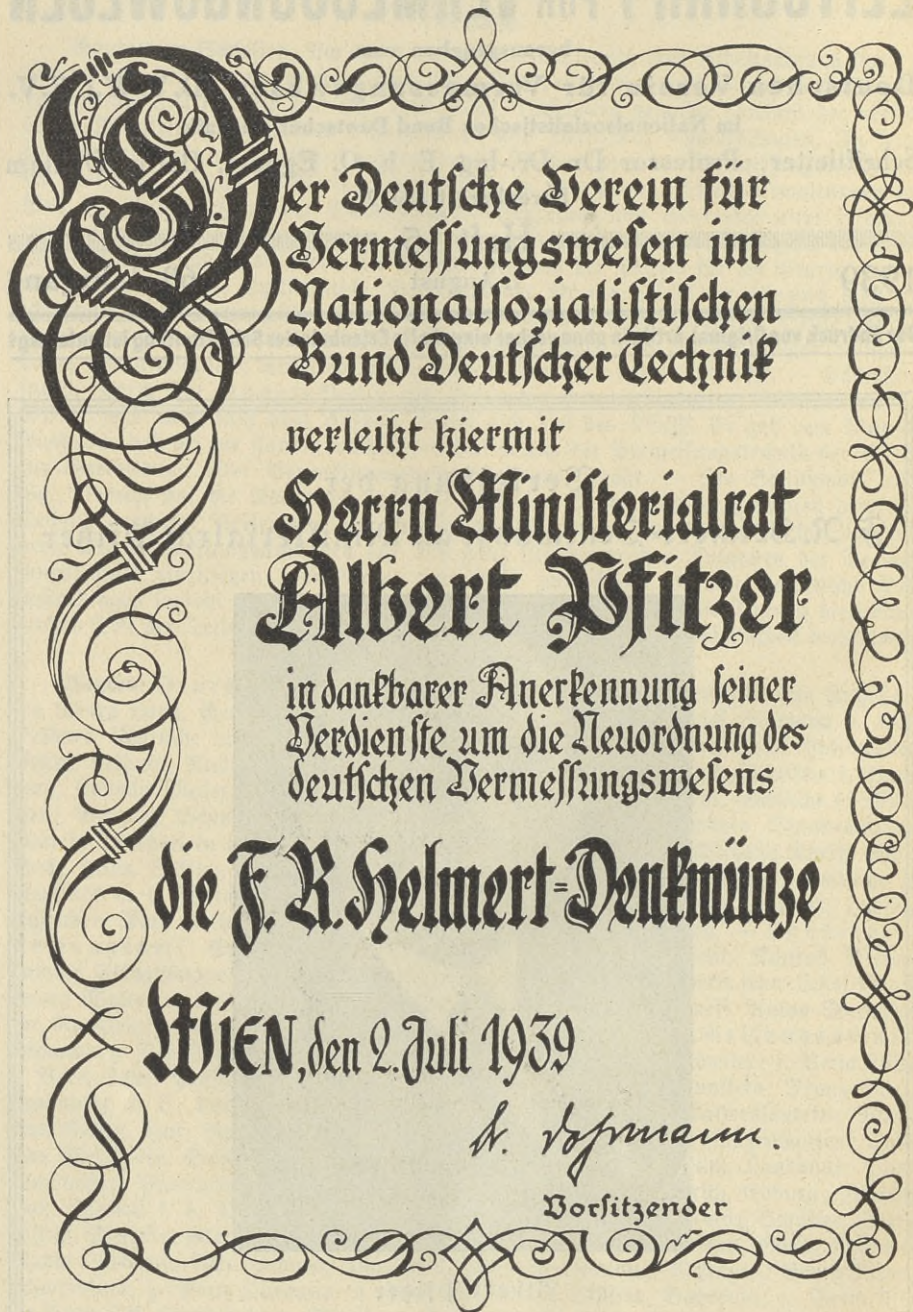 Der Deutsche Verein für
Vermessungswesen im
Nationalsozialistischen
Bund Deutscher Technik
verleiht hiermit
Herrn Ministerialrat
Albert Pfitzer
in dankbarer Anerkennung seiner
Verdienste um die Neuordnung des
deutschen Vermessungswesens
die F. R. Helmert-Denkmünze
WIEN, den 2. Juli 1939
Vorsitzender